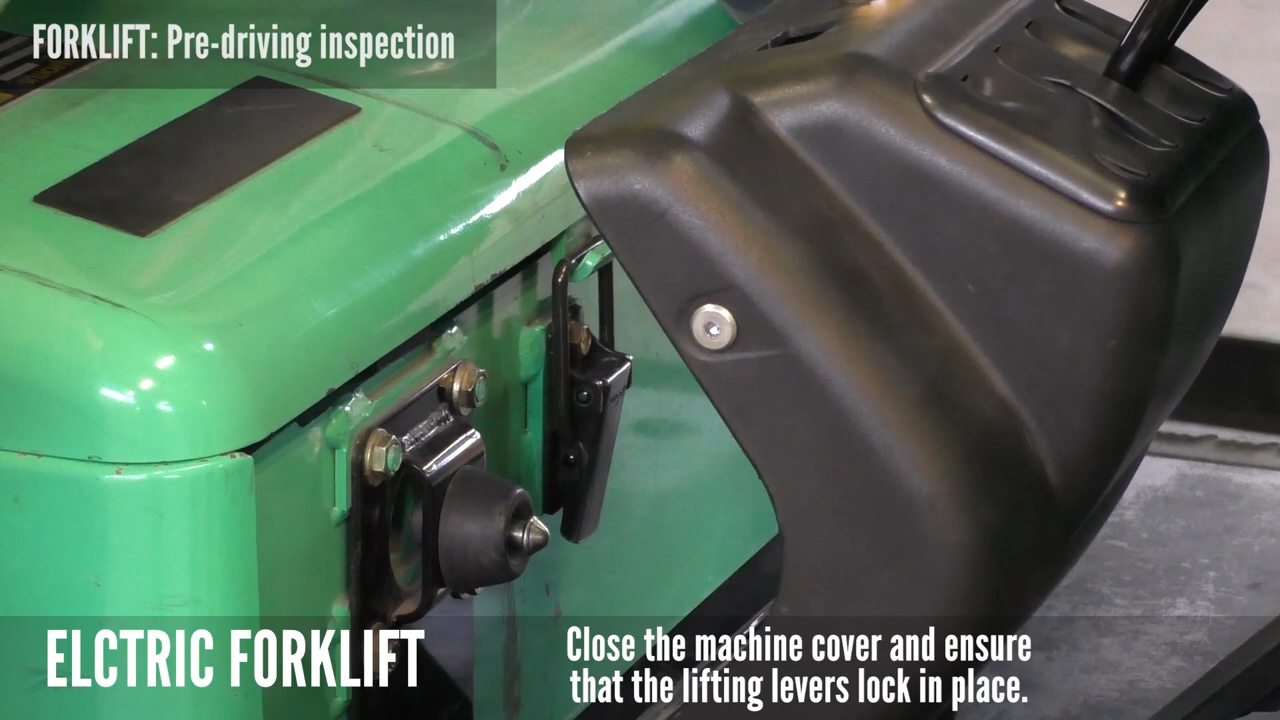 FORKLIFT: Pre-driving inspection
ELCTRIC FORKLIFT
Close the machine cover and ensure
that the lifting levers lock in place.